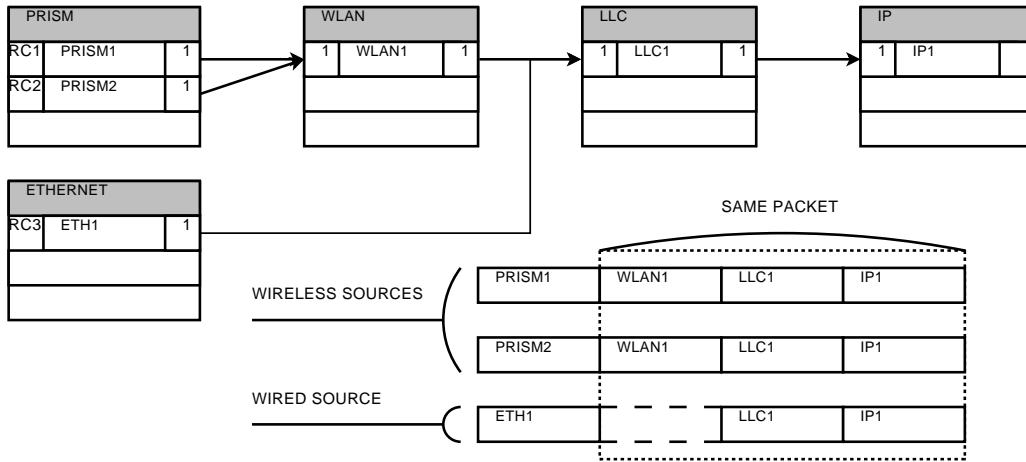 PRISM
WLAN
LLC
IP
RC1 PRISM1 1
1 WLAN1 1
1 LLC1 1
1 IP1
RC2 PRISM2 1
ETHERNET
RC3 ETH1 1
SAME PACKET
WIRELESS SOURCES
PRISM1 WLAN1 LLC1 IP1
PRISM2 WLAN1 LLC1 IP1
WIRED SOURCE
ETH1 LLC1 IP1